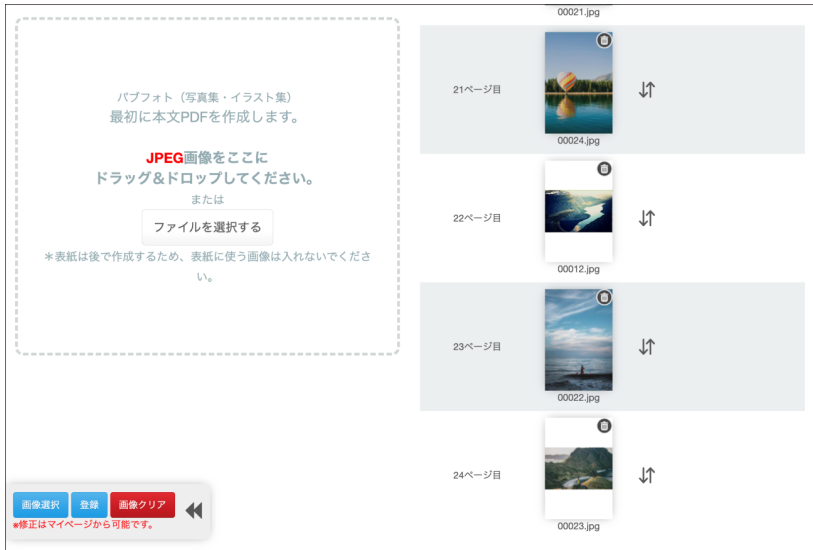 パブフォト（写真集・イラスト集）
最初に本文PDFを作成します。
JPEG画像をここに
ドラッグ&ドロップしてください。
または
ファイルを選択する
＊表紙は後で作成するため、表紙に使う画像は入れないでくださ
い。
00021.jpg
21ページ目
00024.jpg
22ページ目
00012.jpg
23ページ目
00022.jpg
24ページ目
00023.jpg
画像選択 登録 画像クリア
※修正はマイページから可能です。